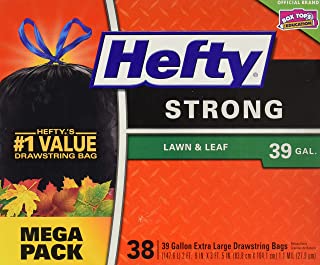 OFFICIAL BRAND
BOX TOPS
EDUCATION
Hefty
STRONG
LAWN & LEAF
39 GAL.
HEFTY'S
#1 VALUE
DRAWSTRING BAG
MEGA
PACK
38
39 Gallon Extra Large Drawstring Bags